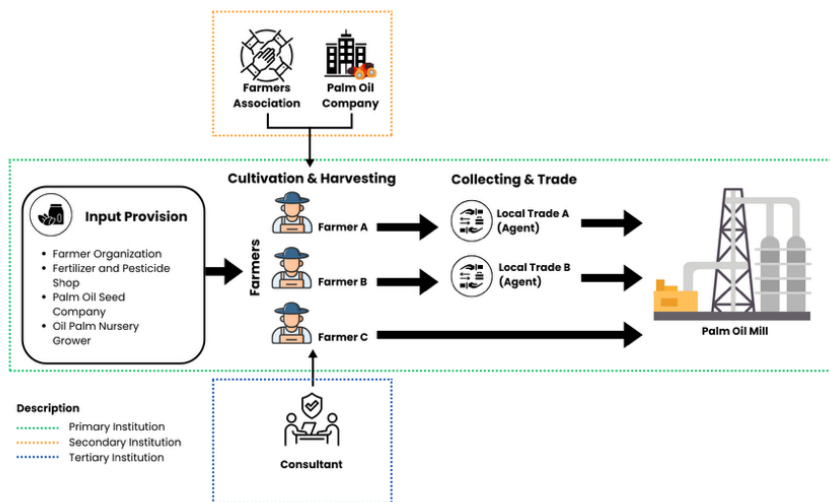 Farmers
Association
Palm Oil
Company
Cultivation & Harvesting
Collecting & Trade
Input Provision
Farmer Organization
Fertilizer and Pesticide
Shop
Palm Oil Seed
Company
Oil Palm Nursery
Grower
Farmers
Farmer A
Local Trade A
(Agent)
Farmer B
Local Trade B
(Agent)
Farmer C
Palm Oil Mill
Description
Primary Institution
Secondary Institution
Tertiary Institution
Consultant